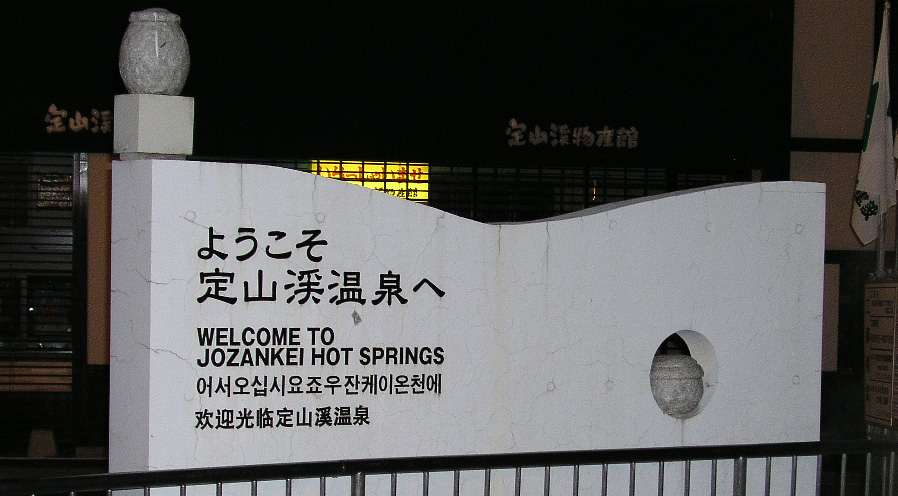 定山渓
定山渓物産館
ようこそ
定山渓温泉へ
WELCOME TO
JOZANKEI HOT SPRINGS
어서오십시요죠우잔케이온천에
欢迎光临定山溪温泉